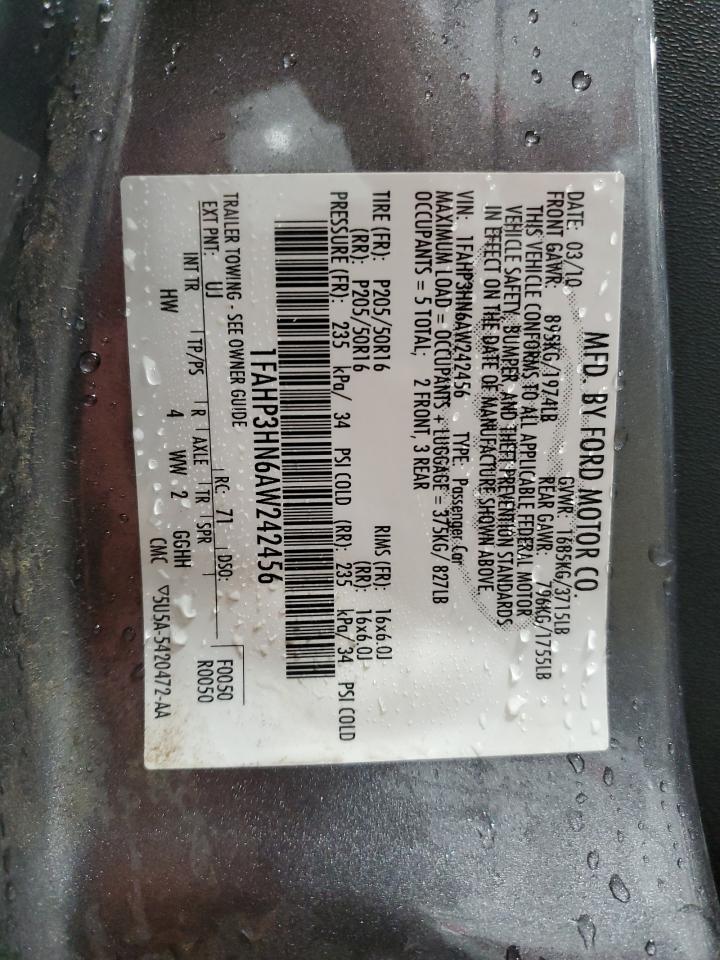 MFD. BY FORD MOTOR CO.
DATE: 03/10 GVWR: 1685KG/3715LB
FRONT GAWR: 895KG/1974LB REAR GAWR: 796KG/1755LB
THIS VEHICLE CONFORMS TO ALL APPLICABLE FEDERAL MOTOR
VEHICLE SAFETY, BUMPER, AND THEFT PREVENTION STANDARDS
IN EFFECT ON THE DATE OF MANUFACTURE SHOWN ABOVE.
VIN: 1FAHP3HN6AW242456 TYPE: Passenger Car
MAXIMUM LOAD = OCCUPANTS + LUGGAGE = 375KG/ 827LB
OCCUPANTS = 5 TOTAL; 2 FRONT, 3 REAR
TIRE (FR): P205/50R16 RIMS (FR): 16x6.0J
(RR): P205/50R16 (RR): 16x6.0J
PRESSURE (FR): 235 kPa/ 34 PSI COLD (RR): 235 kPa/ 34 PSI COLD
1FAHP3HN6AW242456
TRAILER TOWING - SEE OWNER GUIDE
EXT PNT: UJ RC: 71 DSO: F0050
R0050
INT TR TP/PS R AXLE TR SPR
HW 4 WW 2 GGHH
CMC ▽5U5A-5420472-AA